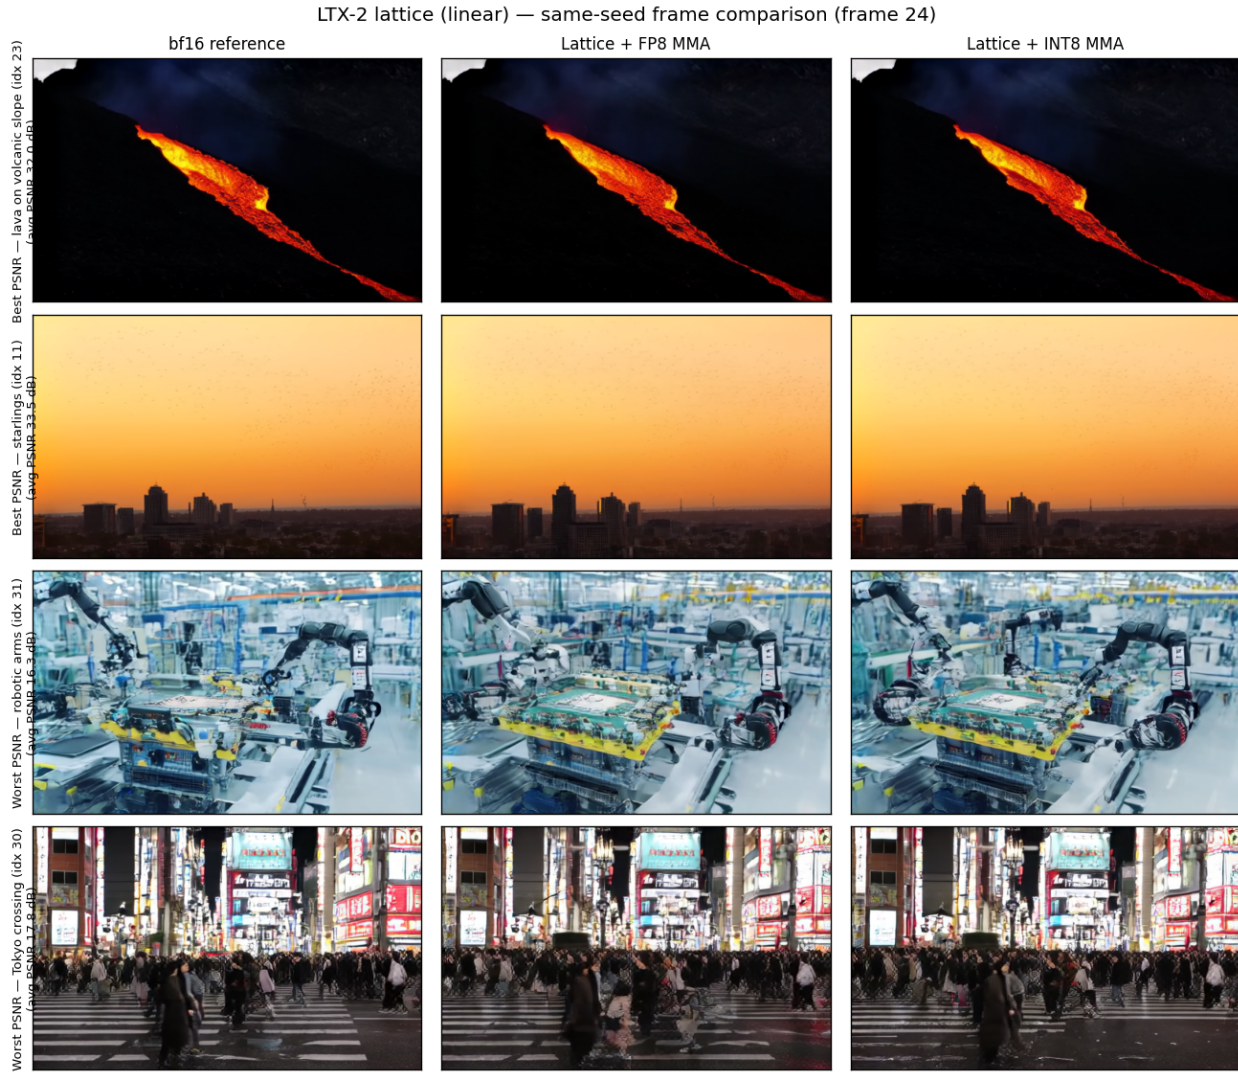 LTX-2 lattice (linear) — same-seed frame comparison (frame 24)
bf16 reference
Lattice + FP8 MMA
Lattice + INT8 MMA
Best PSNR — lava on volcanic slope (idx 23)
(avg PSNR 32.0 dB)
Best PSNR — starlings (idx 11)
(avg PSNR 33.5 dB)
Worst PSNR — robotic arms (idx 31)
(avg PSNR 16.3 dB)
Worst PSNR — Tokyo crossing (idx 30)
(avg PSNR 17.8 dB)